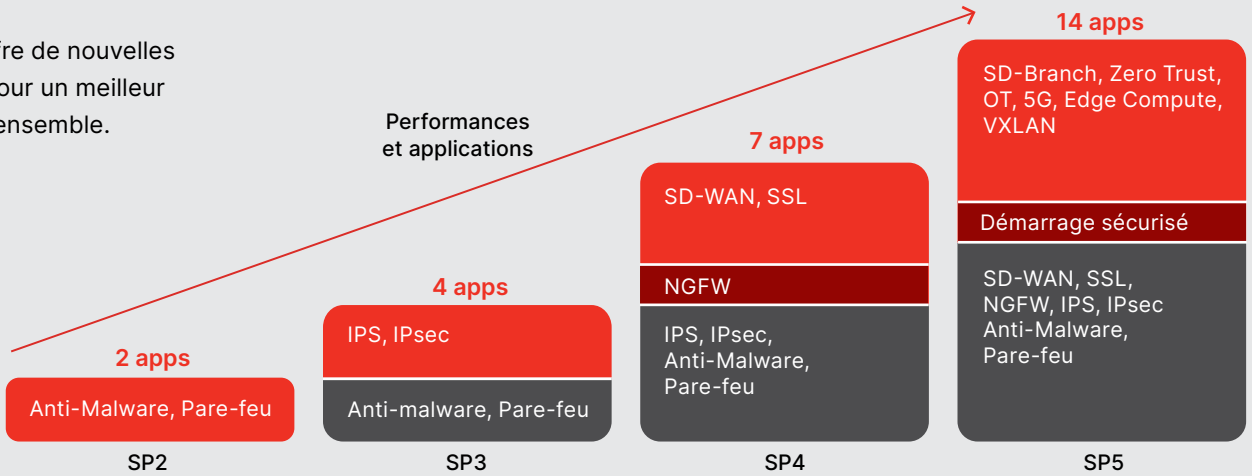 fre de nouvelles
our un meilleur
ensemble.
Performances
et applications
2 apps
Anti-Malware, Pare-feu
SP2
4 apps
IPS, IPsec
Anti-malware, Pare-feu
SP3
7 apps
SD-WAN, SSL
NGFW
IPS, IPsec,
Anti-Malware,
Pare-feu
SP4
14 apps
SD-Branch, Zero Trust,
OT, 5G, Edge Compute,
VXLAN
Démarrage sécurisé
SD-WAN, SSL,
NGFW, IPS, IPsec
Anti-Malware,
Pare-feu
SP5